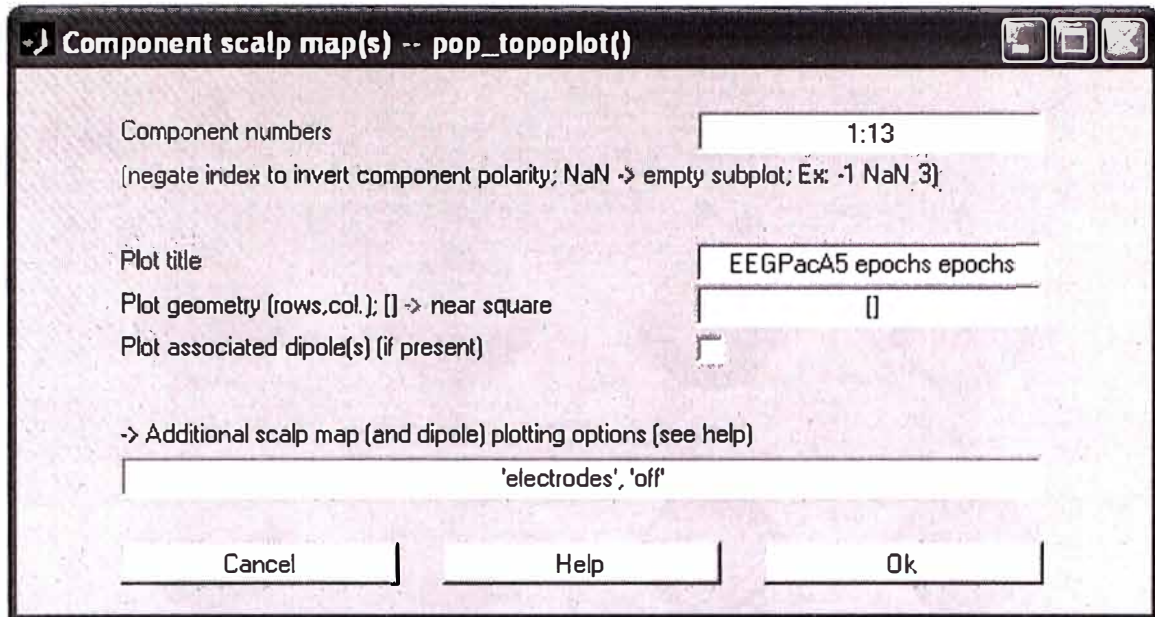 Component scalp map(s) -- pop_topoplot()
Component numbers 1:13
(negate index to invert component polarity; NaN -> empty subplot; Ex: -1 NaN 3)
Plot title EEGPacA5 epochs epochs
Plot geometry (rows,col.); [] -> near square []
Plot associated dipole(s) (if present)
-> Additional scalp map (and dipole) plotting options (see help)
'electrodes', 'off'
Cancel Help Ok